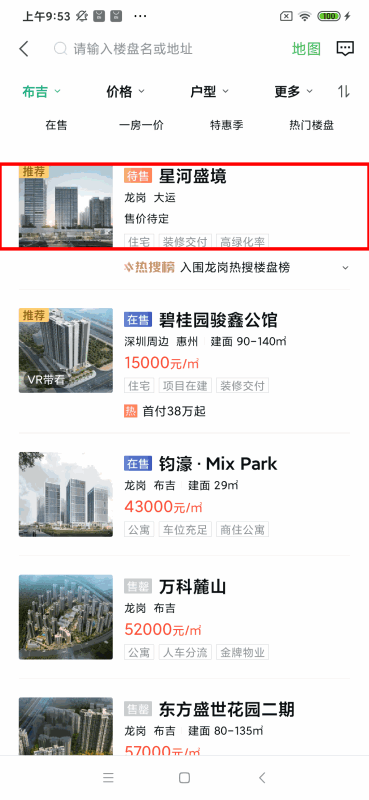 上午9:53 ··· 100
请输入楼盘名或地址 地图
布吉 价格 户型 更多
在售 一房一价 特惠季 热门楼盘
推荐 待售 星河盛境
龙岗 大运
售价待定
住宅 装修交付 高绿化率
热搜榜 入围龙岗热搜楼盘榜
推荐 在售 碧桂园骏鑫公馆
深圳周边 惠州 建面 90-140㎡
15000元/㎡
VR带看
住宅 项目在建 装修交付
热 首付38万起
在售 钧濠 · Mix Park
龙岗 布吉 建面 29㎡
43000元/㎡
公寓 车位充足 商住公寓
售罄 万科麓山
龙岗 布吉
52000元/㎡
公寓 人车分流 金牌物业
售罄 东方盛世花园二期
龙岗 布吉 建面 80-135㎡
57000元/㎡